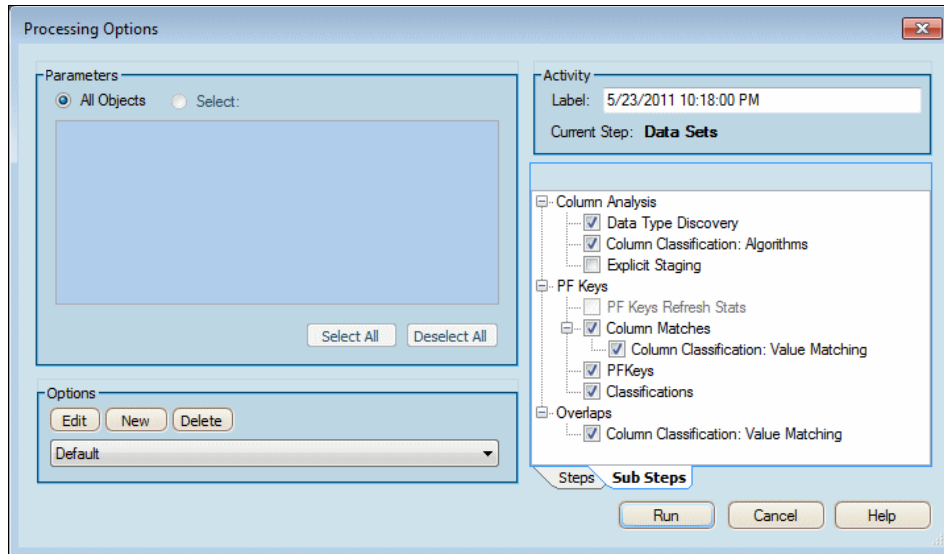 Processing Options
Parameters
All Objects Select:
Select All Deselect All
Options
Edit New Delete
Default
Activity
Label: 5/23/2011 10:18:00 PM
Current Step: Data Sets
Column Analysis
Data Type Discovery
Column Classification: Algorithms
Explicit Staging
PF Keys
PF Keys Refresh Stats
Column Matches
Column Classification: Value Matching
PFKeys
Classifications
Overlaps
Column Classification: Value Matching
Steps Sub Steps
Run Cancel Help